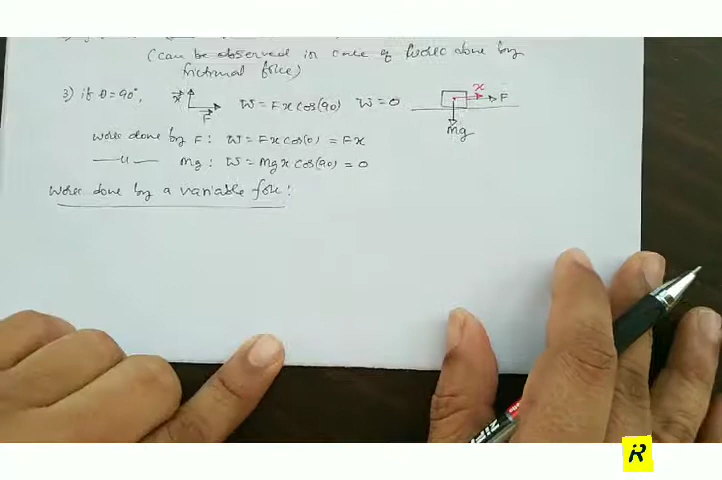 (can be observed in case of work done by
frictional force)
3) if θ=90°, x F W = Fx cos(90) W = 0 x F
mg
work done by F : W = Fx cos(0) = Fx
—〃— mg : W = mgx cos(90) = 0
work done by a variable force :
iR